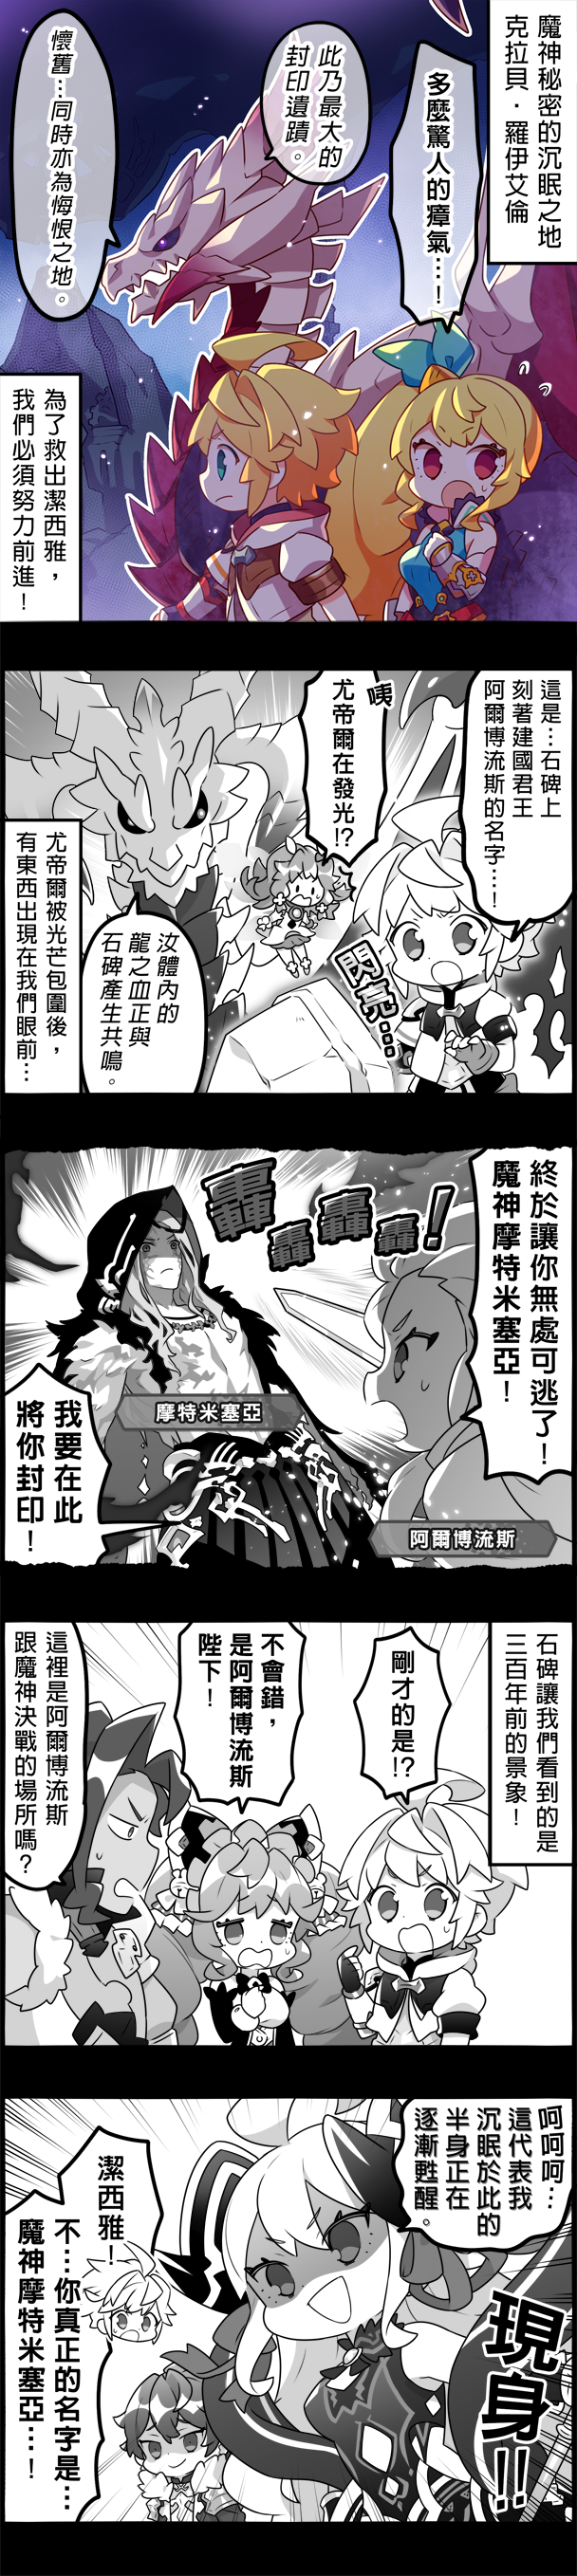 魔神秘密的沉眠之地
克拉貝．羅伊艾倫
多麼驚人的瘴氣…！
此乃最大的
封印遺蹟。
懷舊…同時亦為悔恨之地。
為了救出潔西雅，
我們必須努力前進！
這是…石碑上
刻著建國君王
阿爾博流斯的名字…！
咦
尤帝爾在發光!?
閃亮…
汝體內的
龍之血正與
石碑產生共鳴。
尤帝爾被光芒包圍後，
有東西出現在我們眼前…
終於讓你無處可逃了！
魔神摩特米塞亞！
轟轟轟轟！
摩特米塞亞
我要在此
將你封印！
阿爾博流斯
石碑讓我們看到的是
三百年前的景象！
剛才的是!?
不會錯，
是阿爾博流斯
陛下！
這裡是阿爾博流斯
跟魔神決戰的場所嗎？
呵呵呵…
這代表我
沉眠於此的
半身正在
逐漸甦醒。
現身!!
潔西雅！
不…你真正的名字是…
魔神摩特米塞亞…！